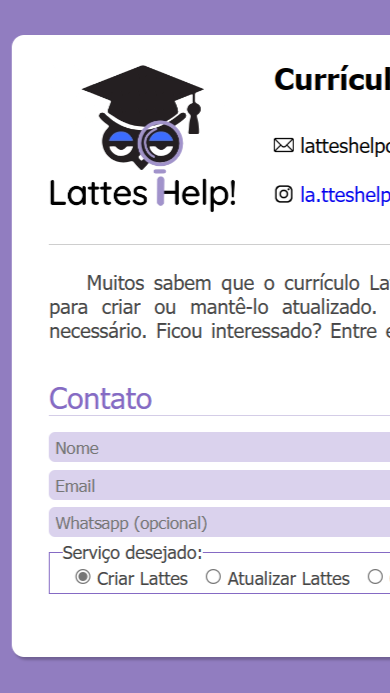 Currícul
Lattes Help!
latteshelpo
la.tteshelp
Muitos sabem que o currículo La
para criar ou mantê-lo atualizado.
necessário. Ficou interessado? Entre e
Contato
Nome
Email
Whatsapp (opcional)
Serviço desejado:
Criar Lattes Atualizar Lattes